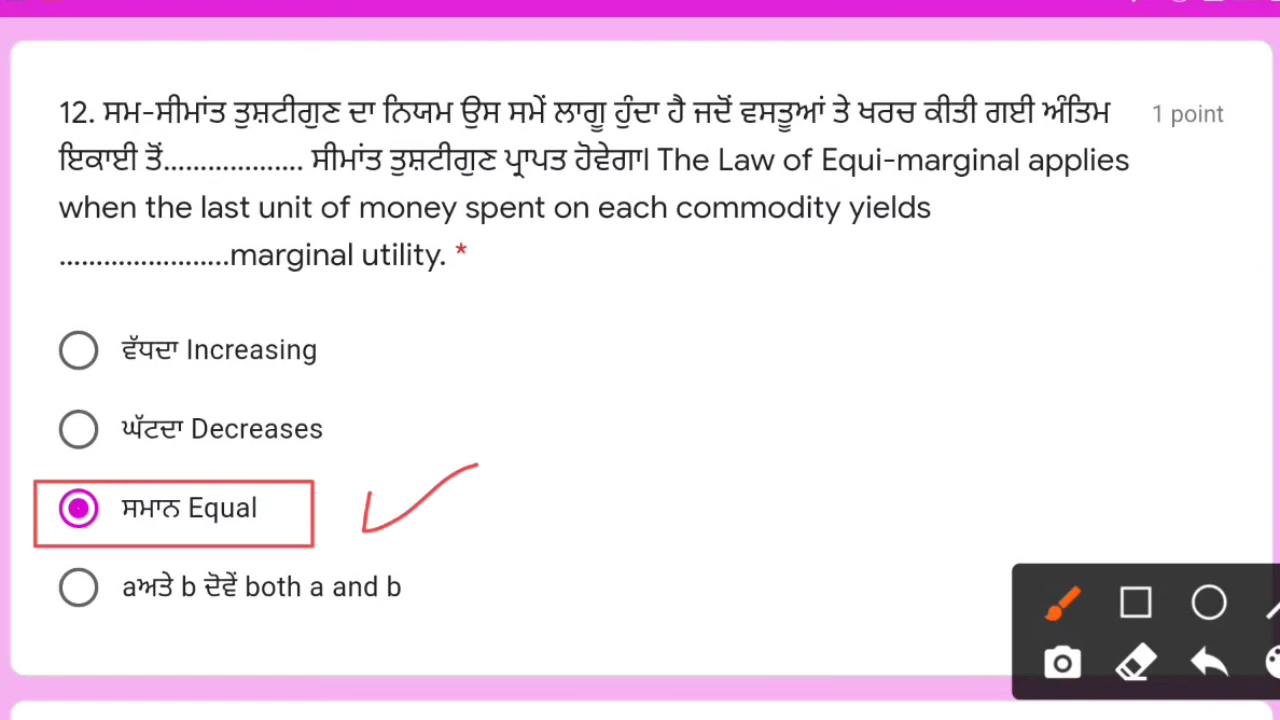 12. ਸਮ-ਸੀਮਾਂਤ ਤੁਸ਼ਟੀਗੁਣ ਦਾ ਨਿਯਮ ਉਸ ਸਮੇਂ ਲਾਗੂ ਹੁੰਦਾ ਹੈ ਜਦੋਂ ਵਸਤੂਆਂ ਤੇ ਖਰਚ ਕੀਤੀ ਗਈ ਅੰਤਿਮ 1 point
ਇਕਾਈ ਤੋਂ................... ਸੀਮਾਂਤ ਤੁਸ਼ਟੀਗੁਣ ਪ੍ਰਾਪਤ ਹੋਵੇਗਾ। The Law of Equi-marginal applies
when the last unit of money spent on each commodity yields
.......................marginal utility. *
ਵੱਧਦਾ Increasing
ਘੱਟਦਾ Decreases
ਸਮਾਨ Equal
aਅਤੇ b ਦੋਵੇਂ both a and b